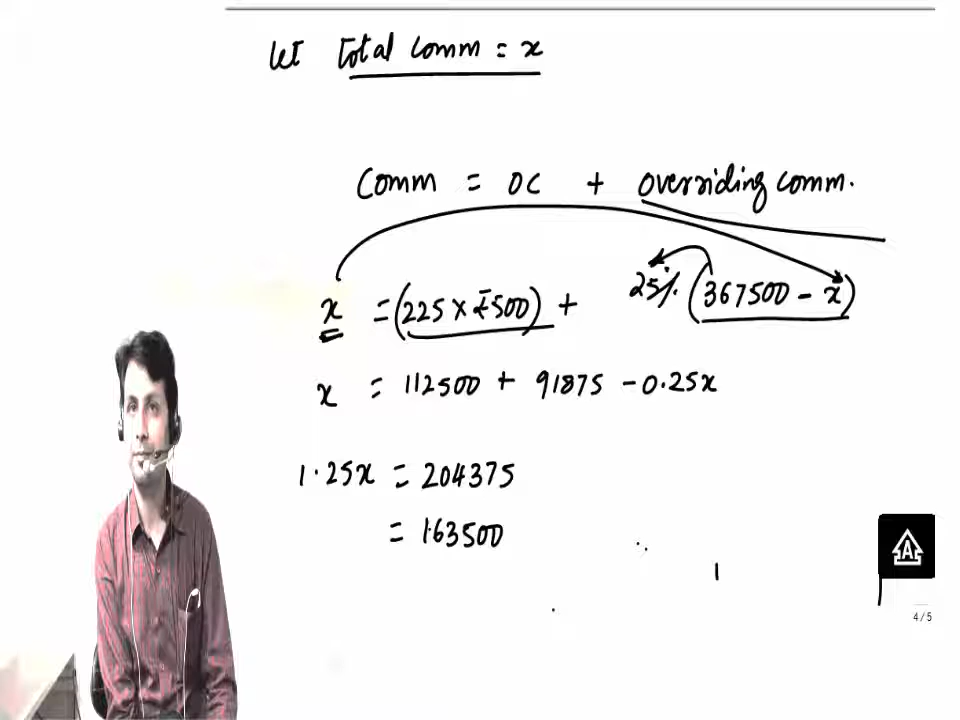 let total comm = x
Comm = OC + overriding comm.
x = (225 × ₹500) + 25% (367500 - x)
x = 112500 + 91875 - 0.25x
1.25x = 204375
= 163500
A
4/5